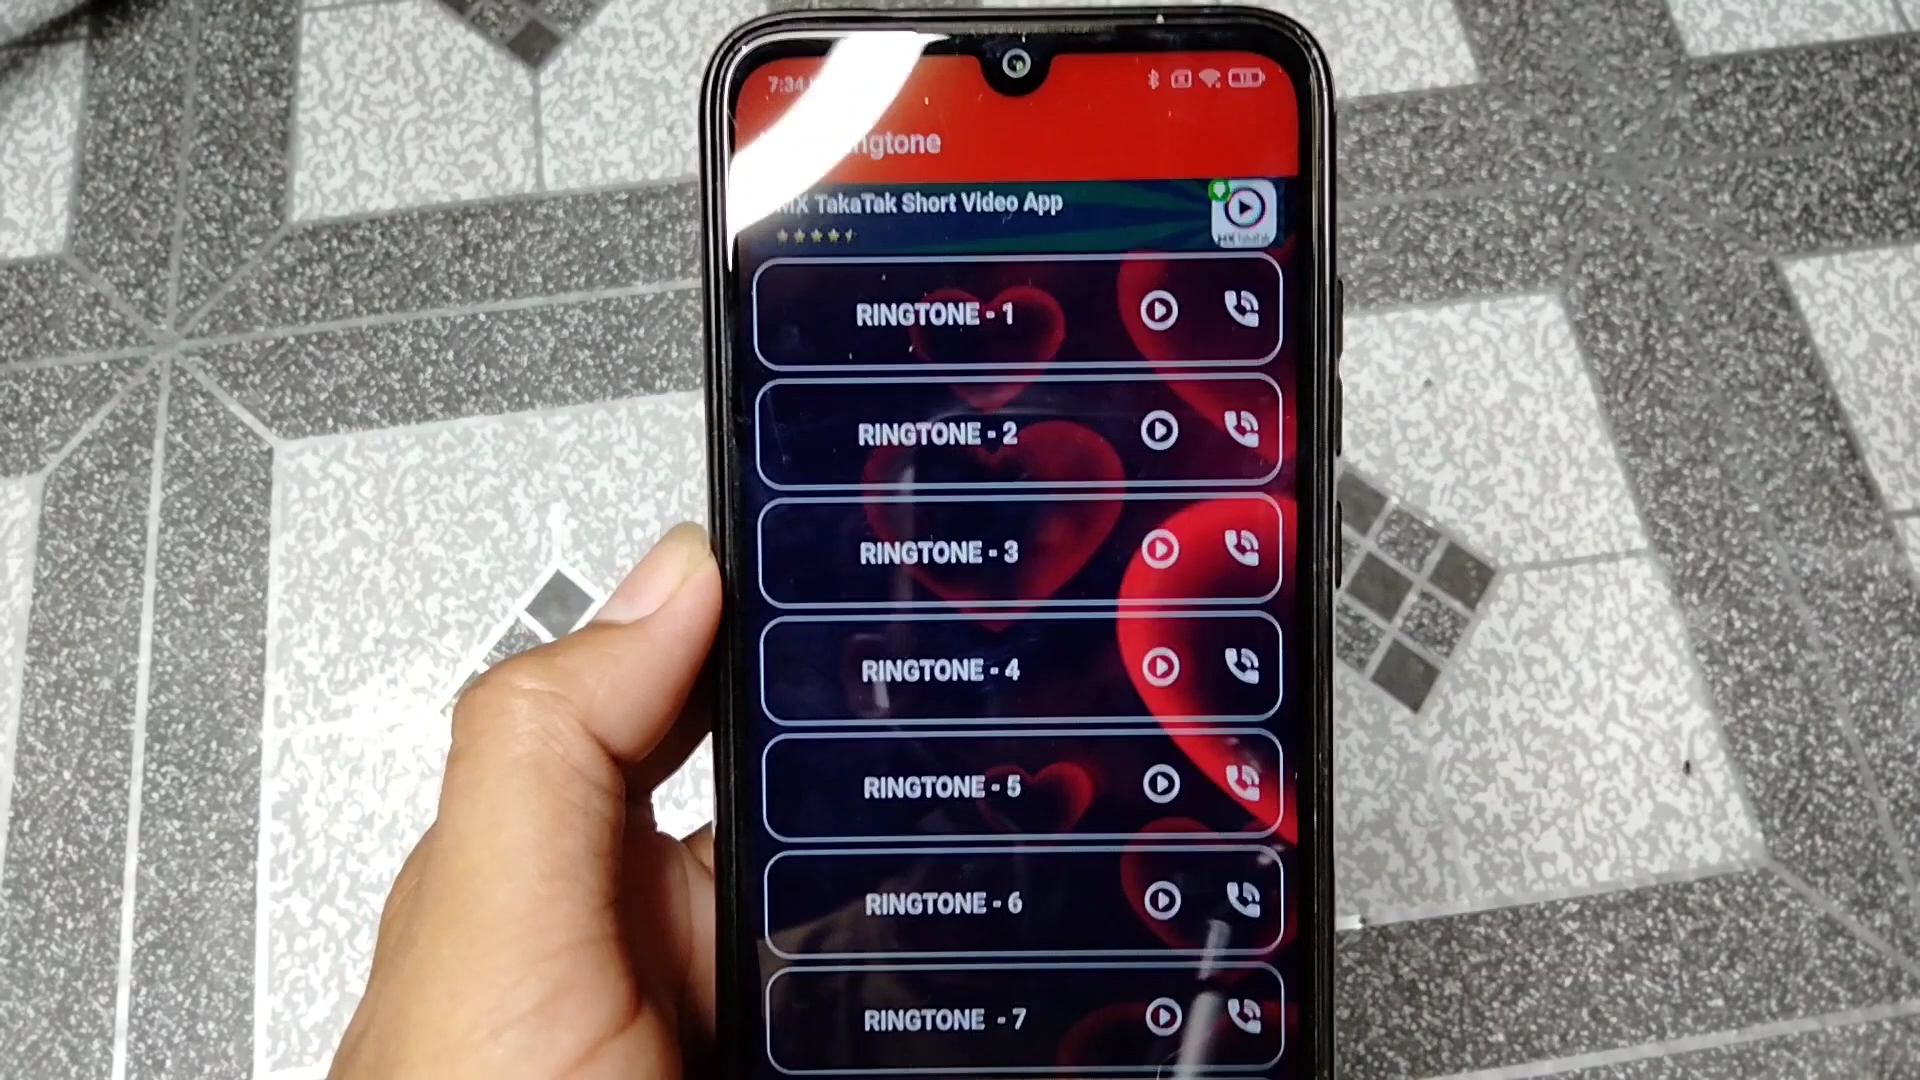 7:34
ngtone
MX TakaTak Short Video App
RINGTONE - 1
RINGTONE - 2
RINGTONE - 3
RINGTONE - 4
RINGTONE - 5
RINGTONE - 6
RINGTONE - 7